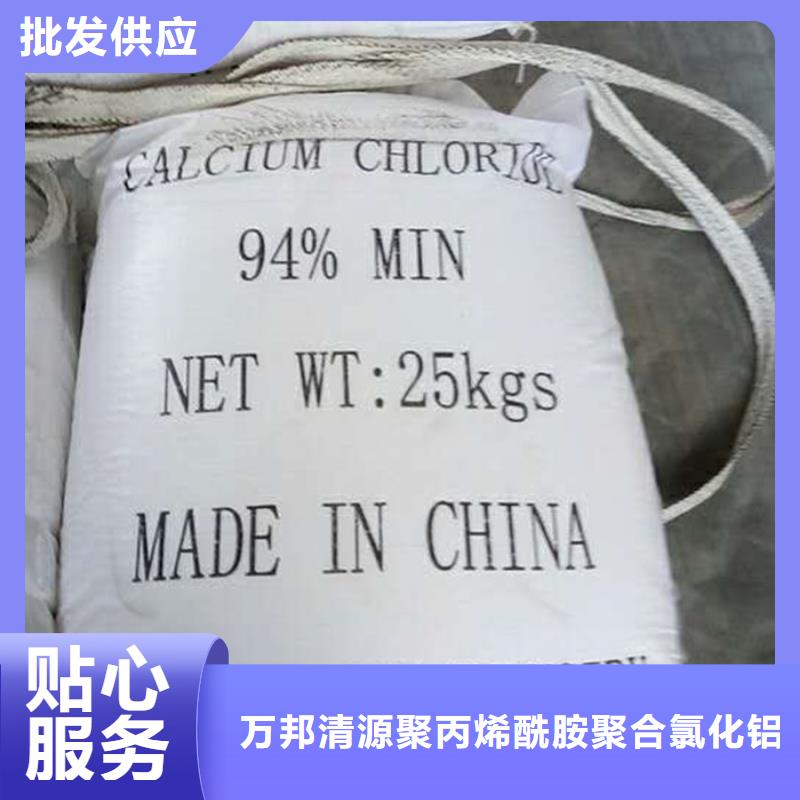 批发供应
CALCIUM CHLORIDE
94% MIN
NET WT:25kgs
MADE IN CHINA
贴心
服务
万邦清源聚丙烯酰胺聚合氯化铝